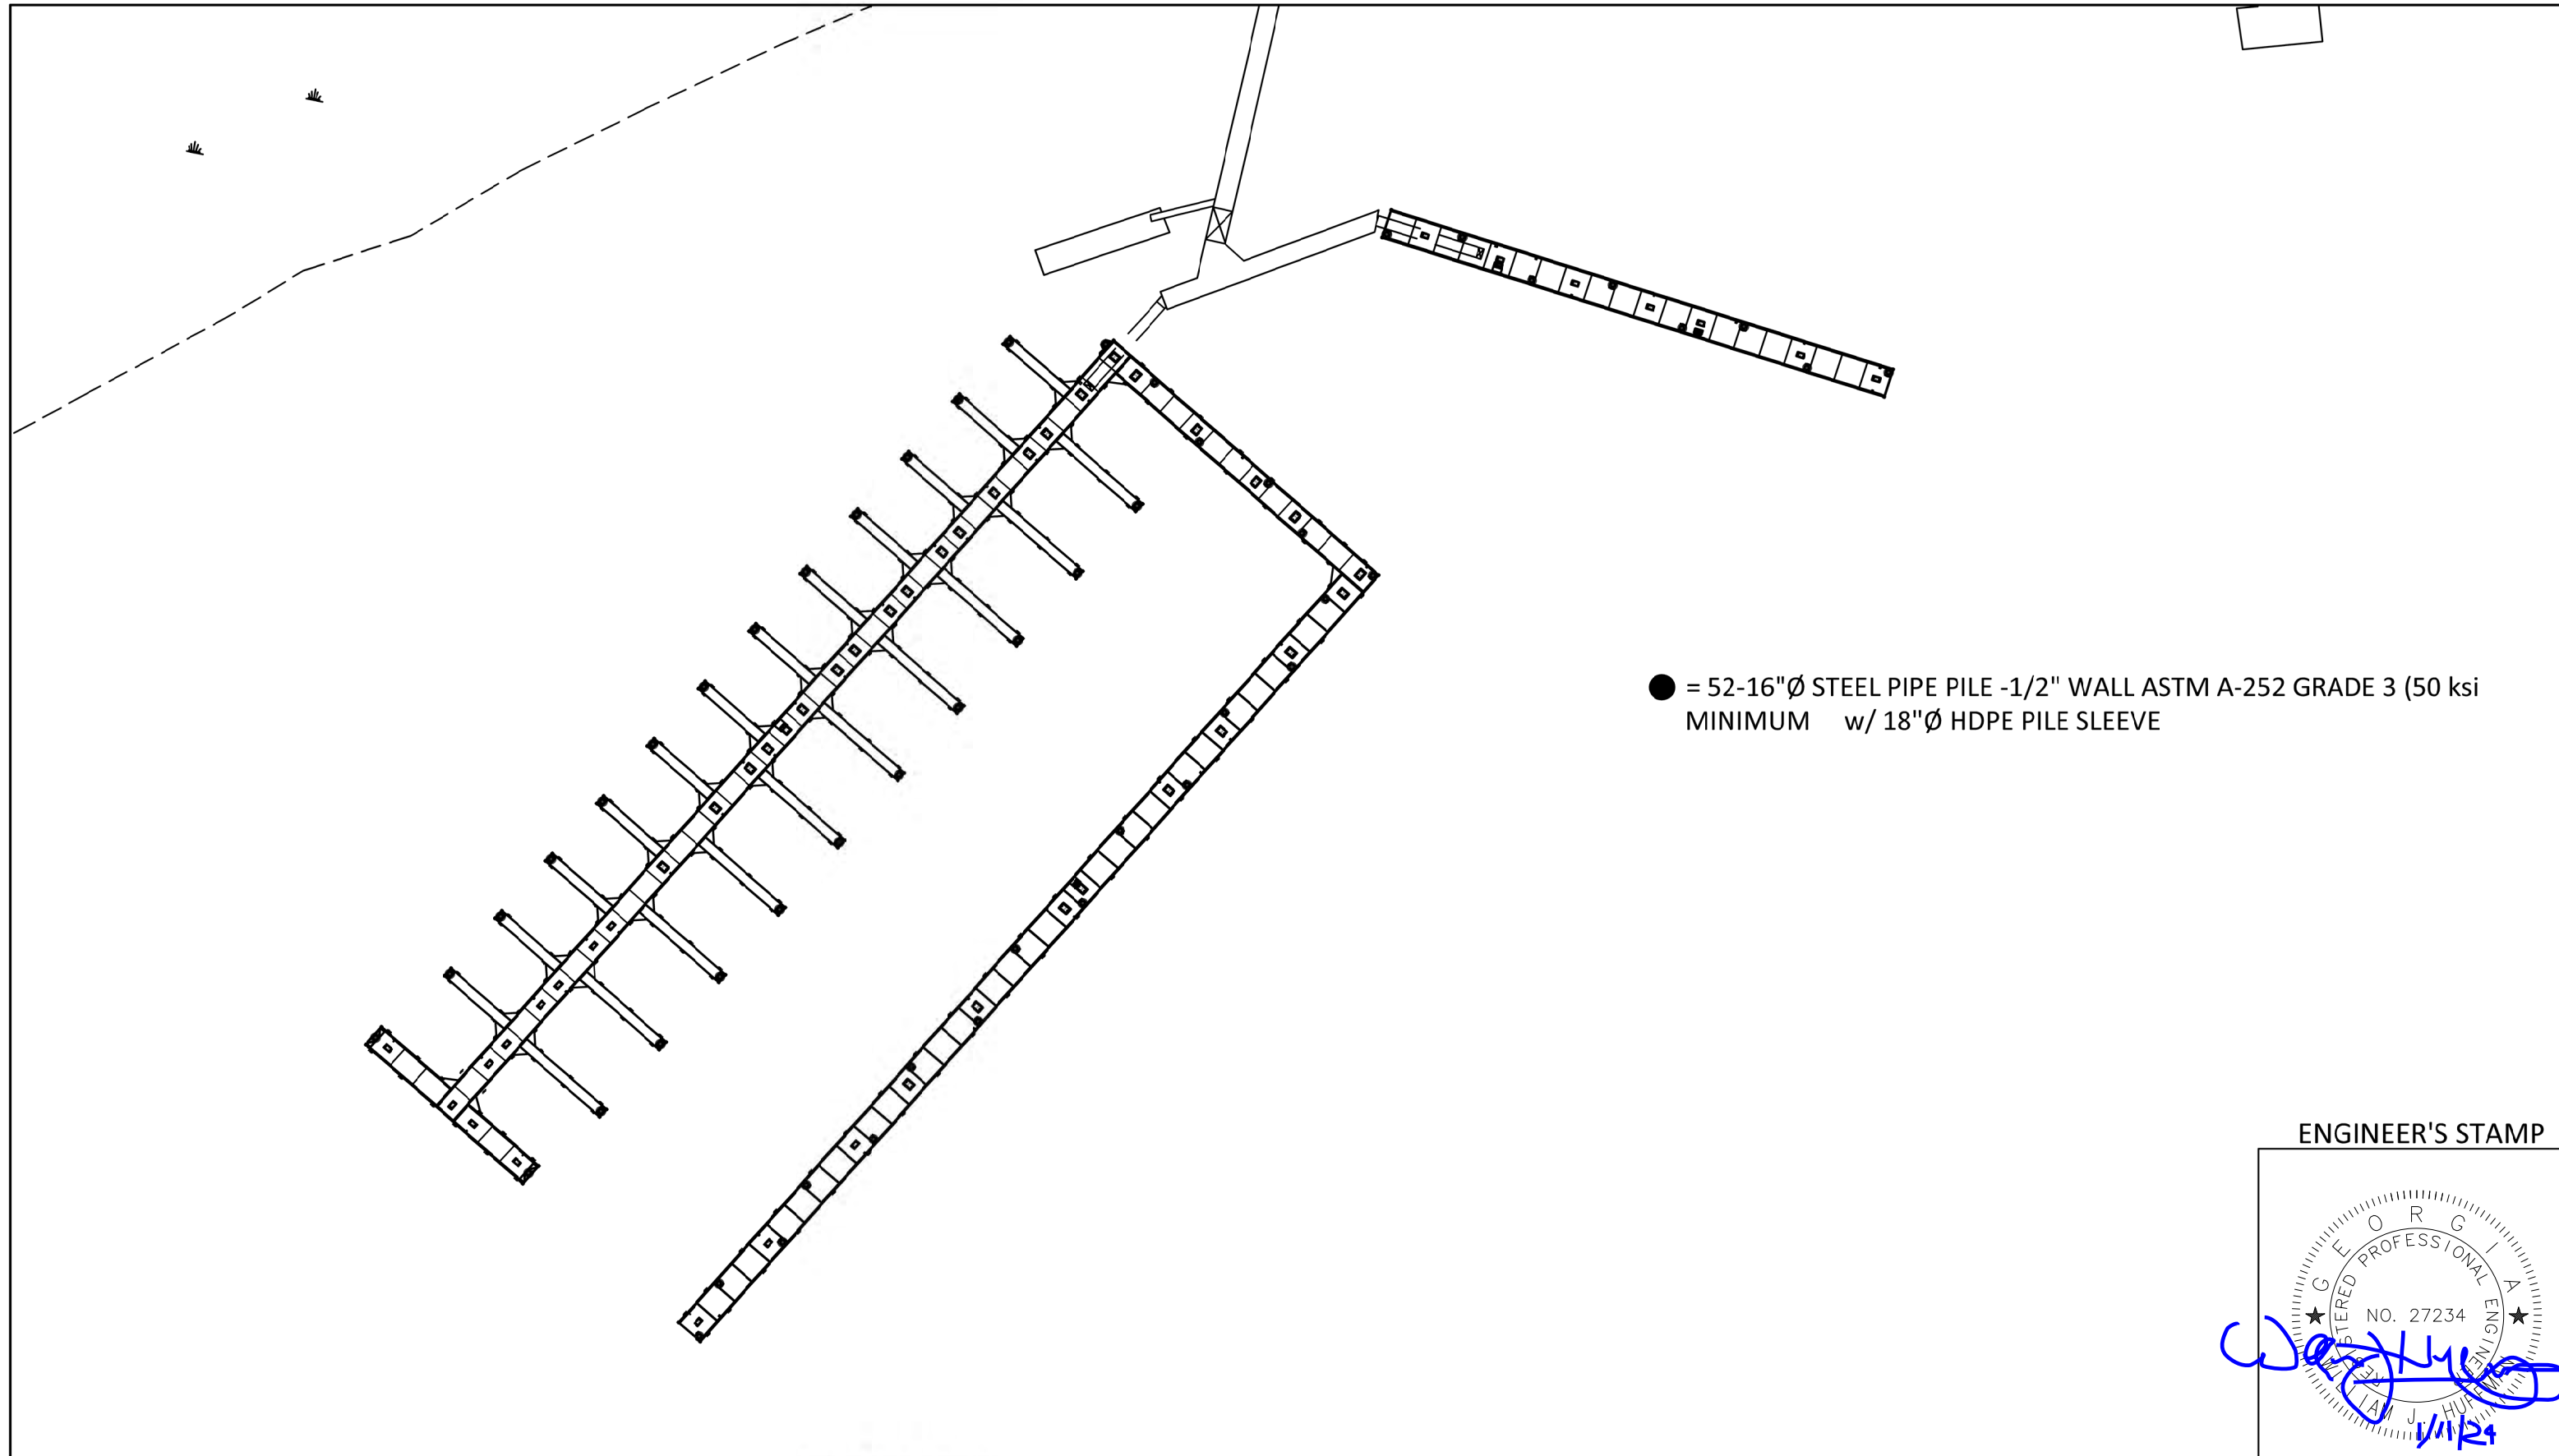 = 52-16"Ø STEEL PIPE PILE -1/2" WALL ASTM A-252 GRADE 3 (50 ksi
MINIMUM w/ 18"Ø HDPE PILE SLEEVE
ENGINEER'S STAMP
GEORGIA
PROFESSIONAL ENGINEER
NO. 27234
J.
1/11/24